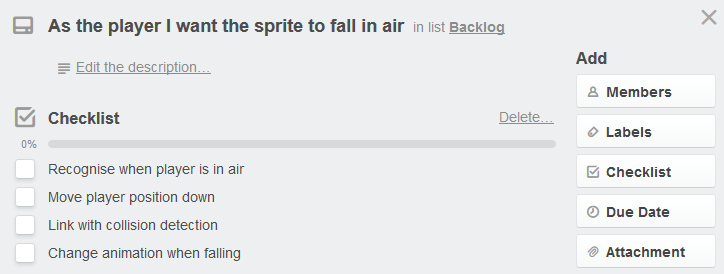 As the player I want the sprite to fall in air in list Backlog
Edit the description...
Add
Members
Labels
Checklist
Due Date
Attachment
Checklist Delete...
0%
Recognise when player is in air
Move player position down
Link with collision detection
Change animation when falling